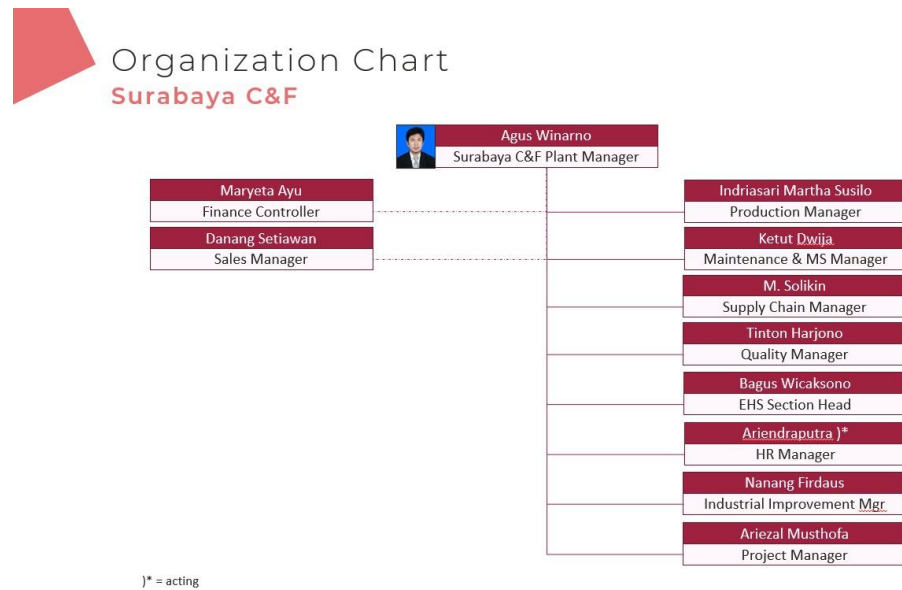 Organization Chart
Surabaya C&F
Agus Winarno
Surabaya C&F Plant Manager
Maryeta Ayu
Finance Controller
Danang Setiawan
Sales Manager
Indriasari Martha Susilo
Production Manager
Ketut Dwija
Maintenance & MS Manager
M. Solikin
Supply Chain Manager
Tinton Harjono
Quality Manager
Bagus Wicaksono
EHS Section Head
Ariendraputra )*
HR Manager
Nanang Firdaus
Industrial Improvement Mgr
Ariezal Musthofa
Project Manager
)* = acting